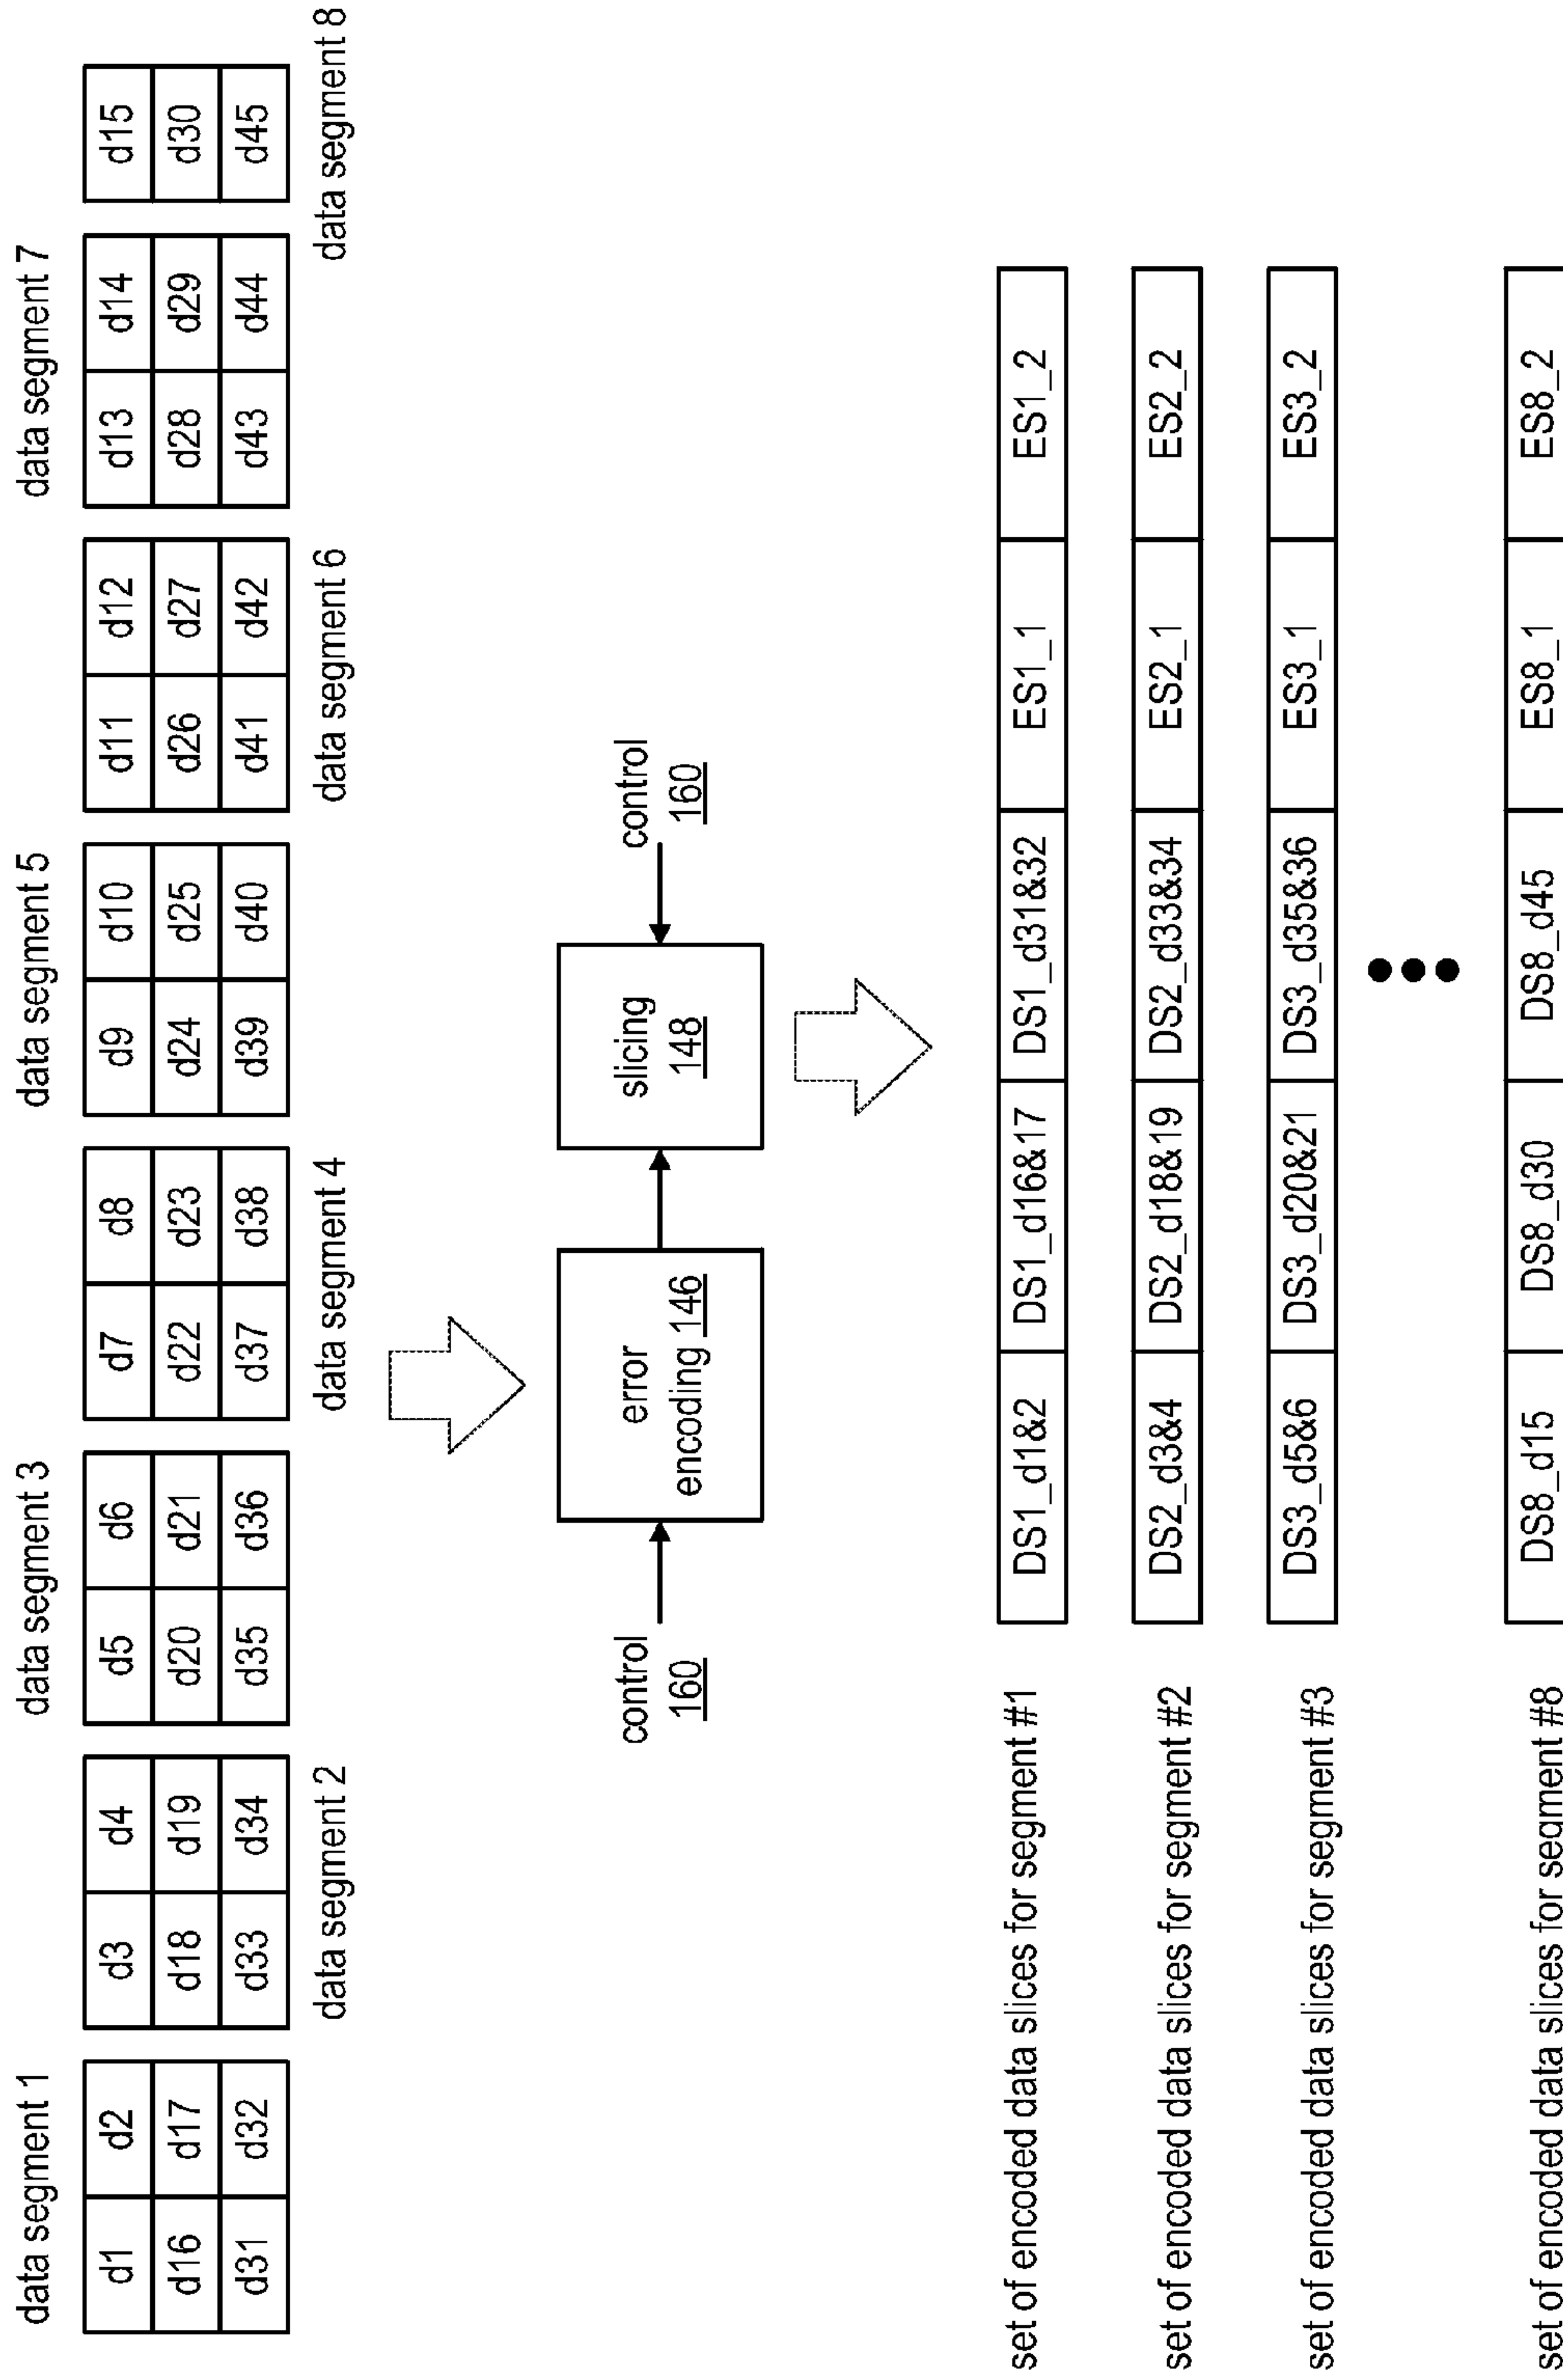 data segment 1
data segment 3
data segment 5
data segment 7
d1 d2
d16 d17
d31 d32
d3 d4
d18 d19
d33 d34
d5 d6
d20 d21
d35 d36
d7 d8
d22 d23
d37 d38
d9 d10
d24 d25
d39 d40
d11 d12
d26 d27
d41 d42
d13 d14
d28 d29
d43 d44
d15
d30
d45
data segment 2
data segment 4
data segment 6
data segment 8
control
160
error
encoding 146
slicing
148
control
160
set of encoded data slices for segment #1 DS1_d1&2 DS1_d16&17 DS1_d31&32 ES1_1 ES1_2
set of encoded data slices for segment #2 DS2_d3&4 DS2_d18&19 DS2_d33&34 ES2_1 ES2_2
set of encoded data slices for segment #3 DS3_d5&6 DS3_d20&21 DS3_d35&36 ES3_1 ES3_2
set of encoded data slices for segment #8 DS8_d15 DS8_d30 DS8_d45 ES8_1 ES8_2